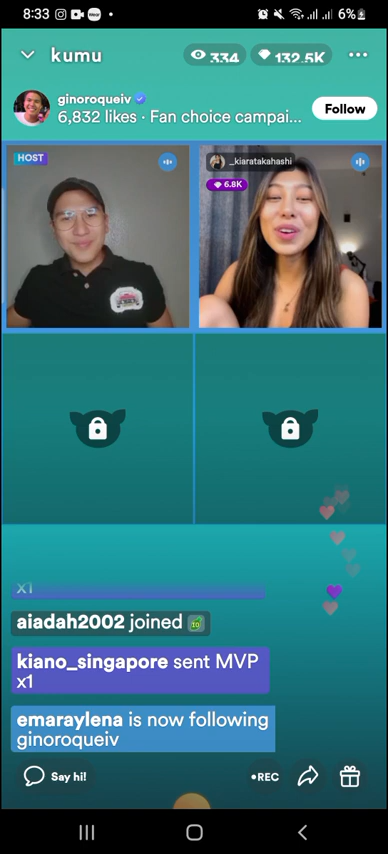 8:33
6%
kumu
334
132.5K
ginoroqueiv
6,832 likes · Fan choice campai...
Follow
HOST
_kiaratakahashi
6.8K
x1
aiadah2002 joined
kiano_singapore sent MVP
x1
emaraylena is now following
ginoroqueiv
Say hi!
REC